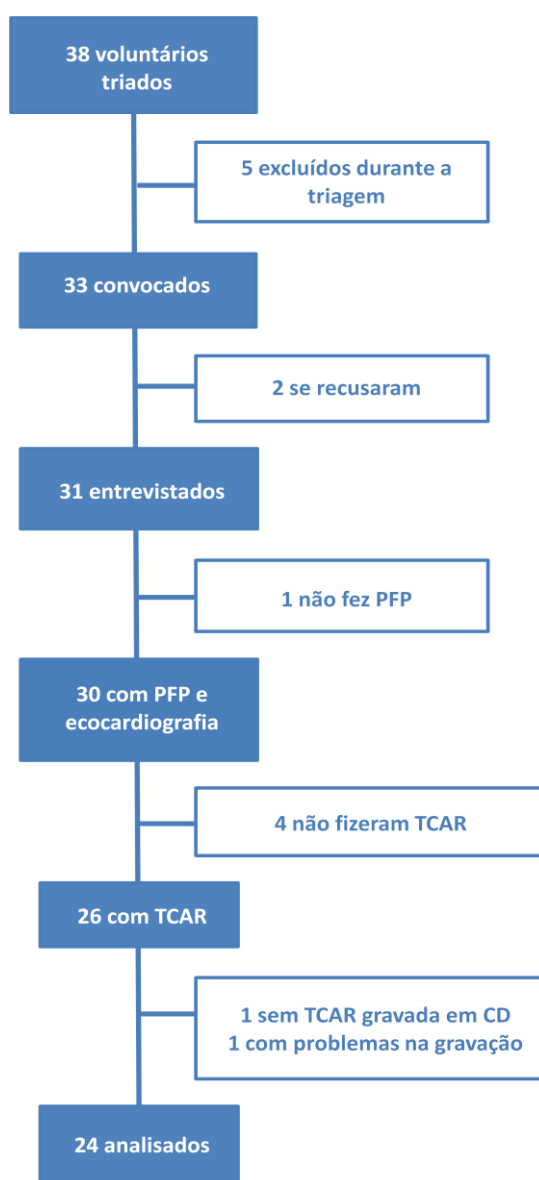 38 voluntários
triados
5 excluídos durante a
triagem
33 convocados
2 se recusaram
31 entrevistados
1 não fez PFP
30 com PFP e
ecocardiografia
4 não fizeram TCAR
26 com TCAR
1 sem TCAR gravada em CD
1 com problemas na gravação
24 analisados